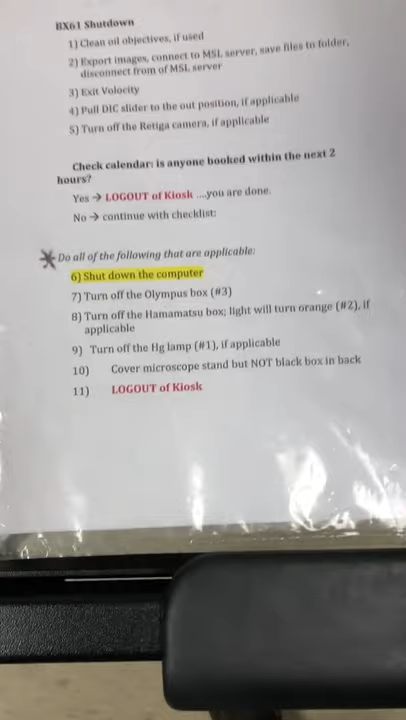 BX61 Shutdown
1) Clean oil objectives, if used
2) Export images, connect to MSL server, save files to folder,
disconnect from of MSL server
3) Exit Volocity
4) Pull DIC slider to the out position, if applicable
5) Turn off the Retiga camera, if applicable
Check calendar: is anyone booked within the next 2
hours?
Yes → LOGOUT of Kiosk ....you are done.
No → continue with checklist:
Do all of the following that are applicable:
6) Shut down the computer
7) Turn off the Olympus box (#3)
8) Turn off the Hamamatsu box; light will turn orange (#2), if
applicable
9) Turn off the Hg lamp (#1), if applicable
10) Cover microscope stand but NOT black box in back
11) LOGOUT of Kiosk